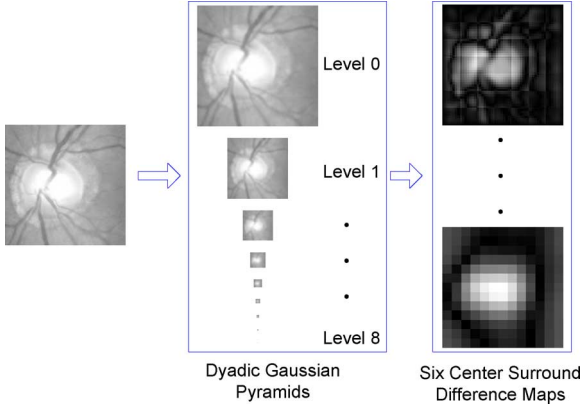 Level 0
Level 1
Level 8
Dyadic Gaussian
Pyramids
Six Center Surround
Difference Maps